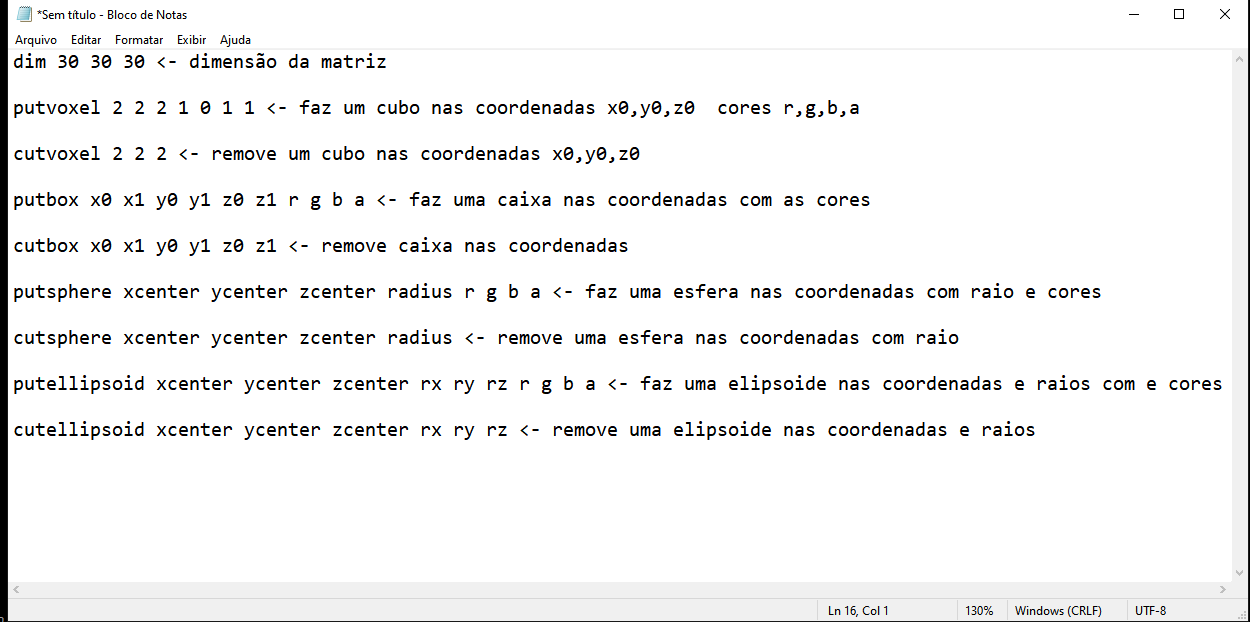 *Sem título - Bloco de Notas
Arquivo Editar Formatar Exibir Ajuda
dim 30 30 30 <- dimensão da matriz
putvoxel 2 2 2 1 0 1 1 <- faz um cubo nas coordenadas x0,y0,z0  cores r,g,b,a
cutvoxel 2 2 2 <- remove um cubo nas coordenadas x0,y0,z0
putbox x0 x1 y0 y1 z0 z1 r g b a <- faz uma caixa nas coordenadas com as cores
cutbox x0 x1 y0 y1 z0 z1 <- remove caixa nas coordenadas
putsphere xcenter ycenter zcenter radius r g b a <- faz uma esfera nas coordenadas com raio e cores
cutsphere xcenter ycenter zcenter radius <- remove uma esfera nas coordenadas com raio
putellipsoid xcenter ycenter zcenter rx ry rz r g b a <- faz uma elipsoide nas coordenadas e raios com e cores
cutellipsoid xcenter ycenter zcenter rx ry rz <- remove uma elipsoide nas coordenadas e raios
Ln 16, Col 1 130% Windows (CRLF) UTF-8